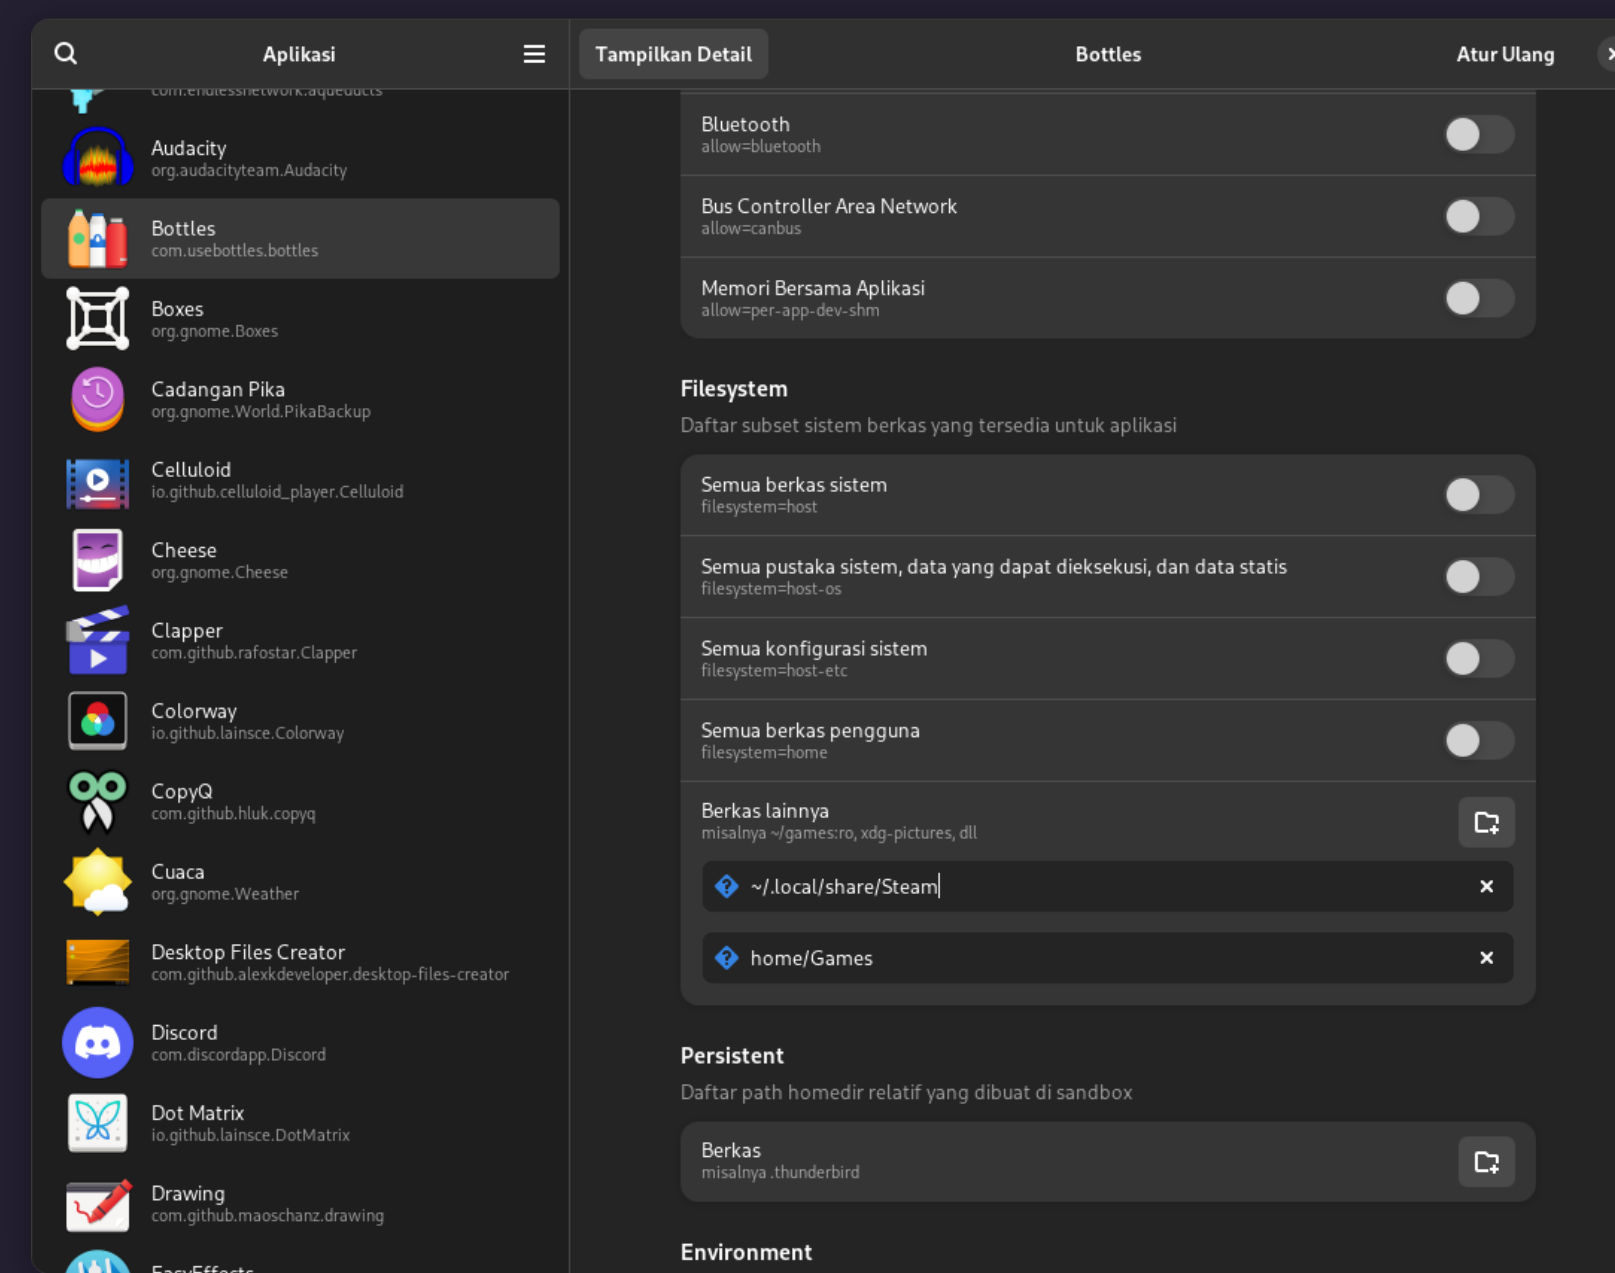 Aplikasi
com.endlessnetwork.aqueducts
Audacity
org.audacityteam.Audacity
Bottles
com.usebottles.bottles
Boxes
org.gnome.Boxes
Cadangan Pika
org.gnome.World.PikaBackup
Celluloid
io.github.celluloid_player.Celluloid
Cheese
org.gnome.Cheese
Clapper
com.github.rafostar.Clapper
Colorway
io.github.lainsce.Colorway
CopyQ
com.github.hluk.copyq
Cuaca
org.gnome.Weather
Desktop Files Creator
com.github.alexkdeveloper.desktop-files-creator
Discord
com.discordapp.Discord
Dot Matrix
io.github.lainsce.DotMatrix
Drawing
com.github.maoschanz.drawing
EasyEffects
Tampilkan Detail
Bottles
Atur Ulang
Bluetooth
allow=bluetooth
Bus Controller Area Network
allow=canbus
Memori Bersama Aplikasi
allow=per-app-dev-shm
Filesystem
Daftar subset sistem berkas yang tersedia untuk aplikasi
Semua berkas sistem
filesystem=host
Semua pustaka sistem, data yang dapat dieksekusi, dan data statis
filesystem=host-os
Semua konfigurasi sistem
filesystem=host-etc
Semua berkas pengguna
filesystem=home
Berkas lainnya
misalnya ~/games:ro, xdg-pictures, dll
~/.local/share/Steam
home/Games
Persistent
Daftar path homedir relatif yang dibuat di sandbox
Berkas
misalnya .thunderbird
Environment